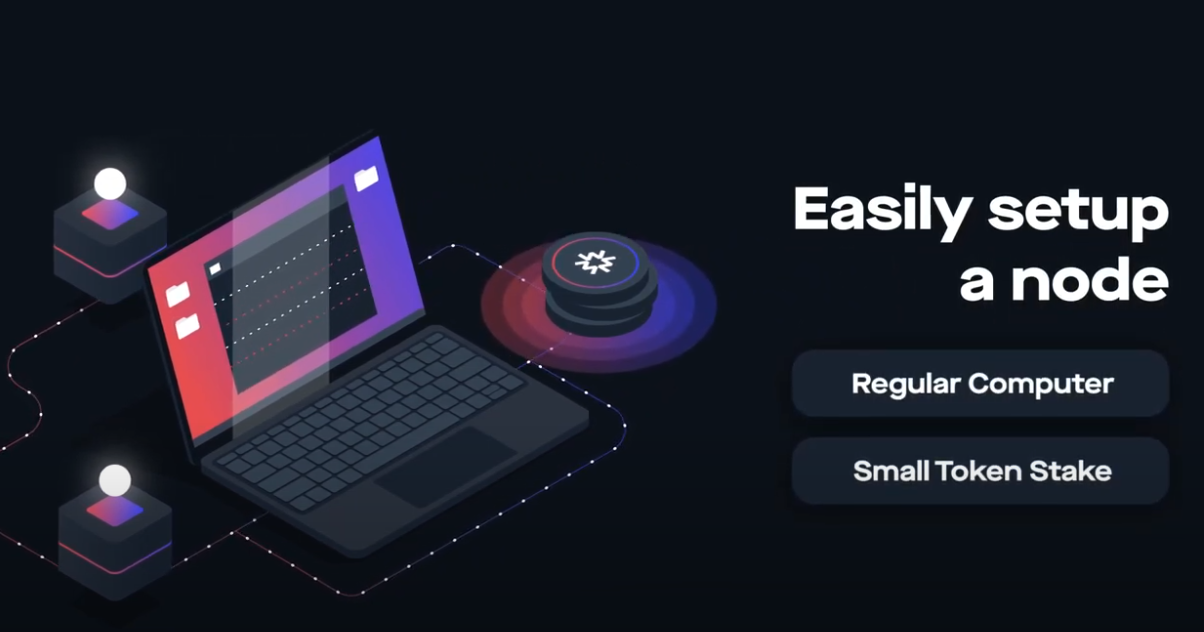 Easily setup
a node
Regular Computer
Small Token Stake